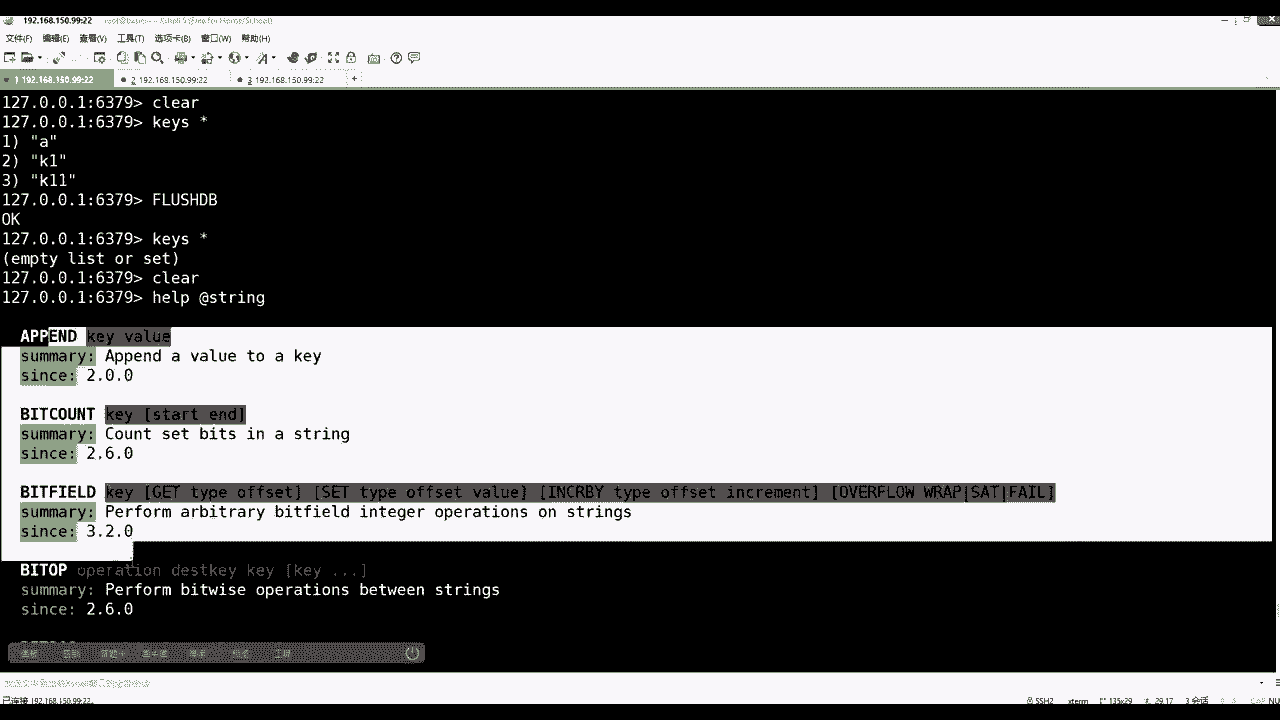 192.168.150.99:22
文件(F) 编辑(E) 查看(V) 工具(T) 选项卡(B) 窗口(W) 帮助(H)
1 192.168.150.99:22 2 192.168.150.99:22 3 192.168.150.99:22 +
127.0.0.1:6379> clear
127.0.0.1:6379> keys *
1) "a"
2) "k1"
3) "k11"
127.0.0.1:6379> FLUSHDB
OK
127.0.0.1:6379> keys *
(empty list or set)
127.0.0.1:6379> clear
127.0.0.1:6379> help @string
APPEND key value
summary: Append a value to a key
since: 2.0.0
BITCOUNT key [start end]
summary: Count set bits in a string
since: 2.6.0
BITFIELD key [GET type offset] [SET type offset value] [INCRBY type offset increment] [OVERFLOW WRAP|SAT|FAIL]
summary: Perform arbitrary bitfield integer operations on strings
since: 3.2.0
BITOP operation destkey key [key ...]
summary: Perform bitwise operations between strings
since: 2.6.0
已连接 192.168.150.99:22. SSH2 xterm 135x29 29,17 3 会话 CAP NU